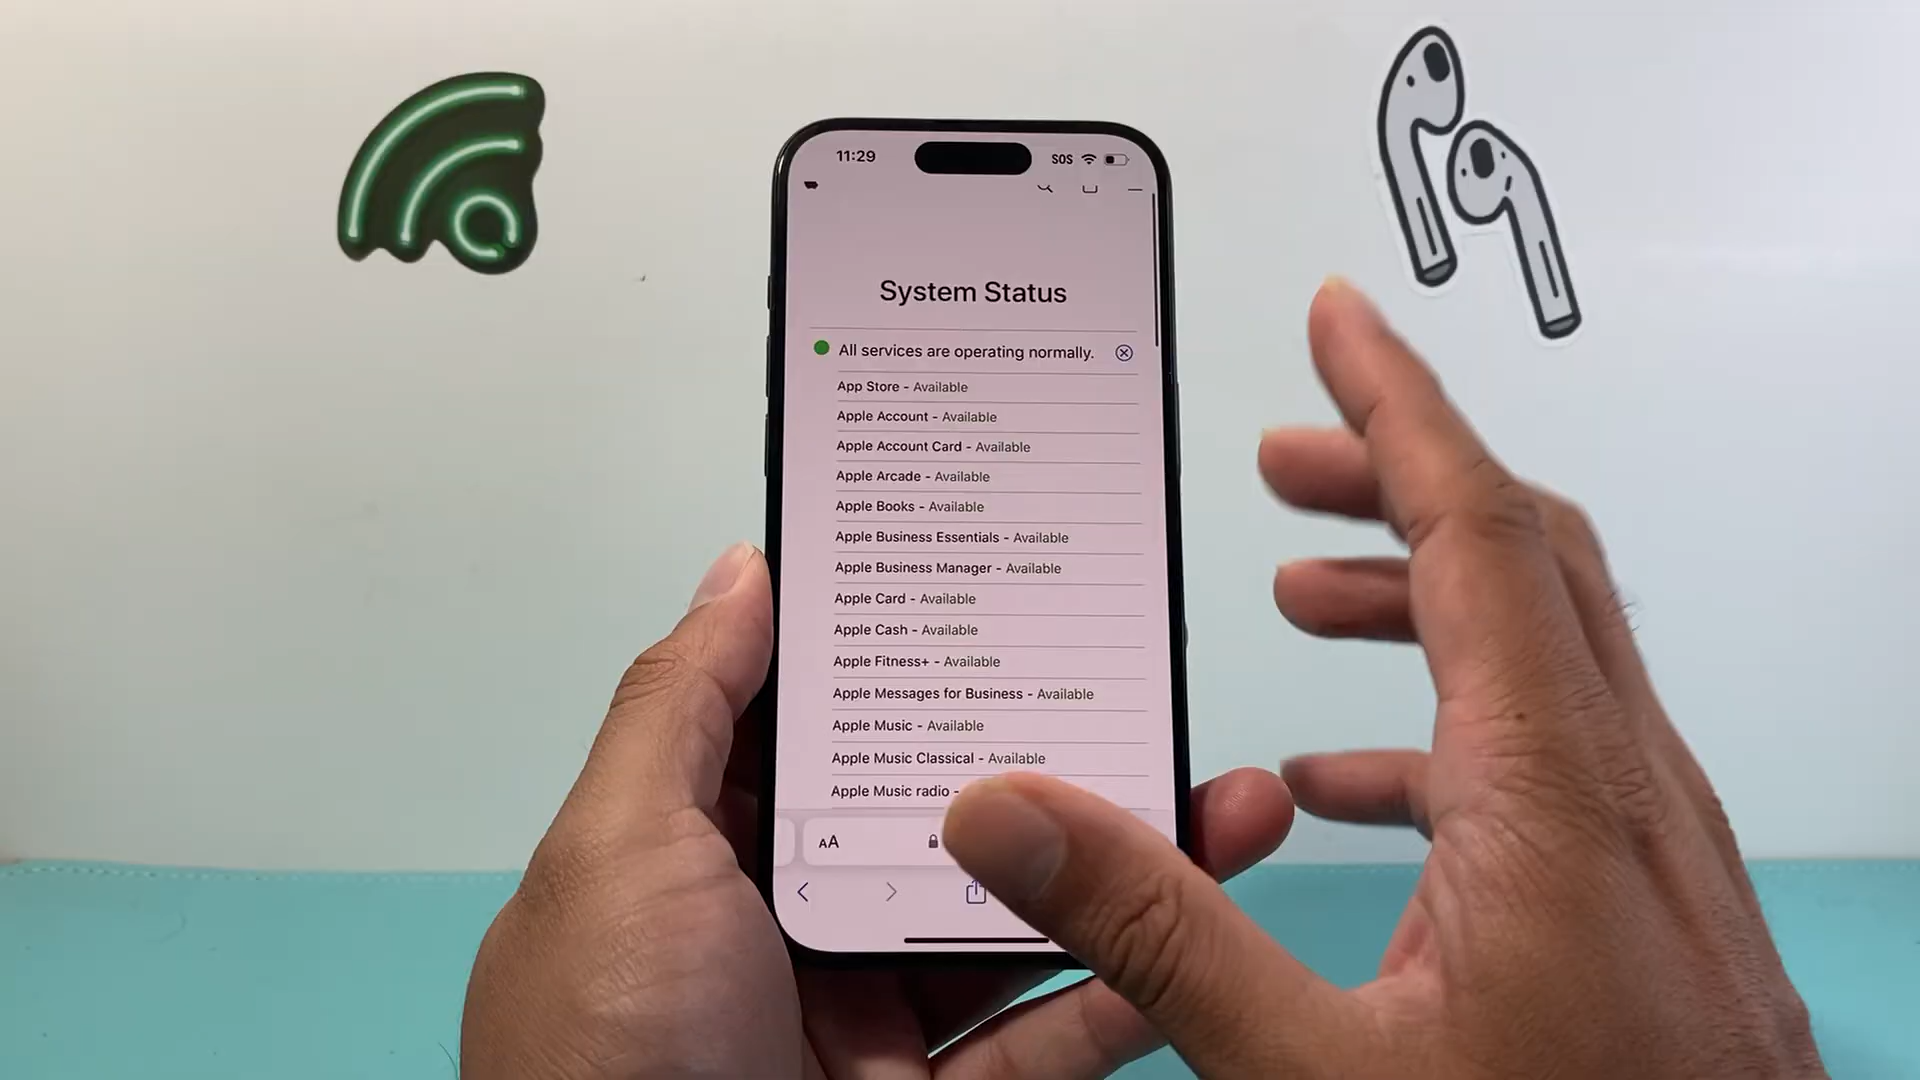 11:29 SOS
System Status
All services are operating normally.
App Store - Available
Apple Account - Available
Apple Account Card - Available
Apple Arcade - Available
Apple Books - Available
Apple Business Essentials - Available
Apple Business Manager - Available
Apple Card - Available
Apple Cash - Available
Apple Fitness+ - Available
Apple Messages for Business - Available
Apple Music - Available
Apple Music Classical - Available
Apple Music radio -
AA